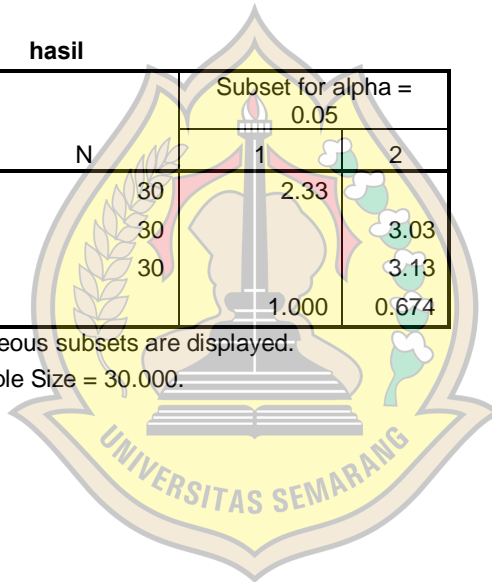 hasil
Subset for alpha =
0.05
N 1 2
30 2.33
30 3.03
30 3.13
1.000 0.674
eous subsets are displayed.
ple Size = 30.000.
UNIVERSITAS SEMARANG